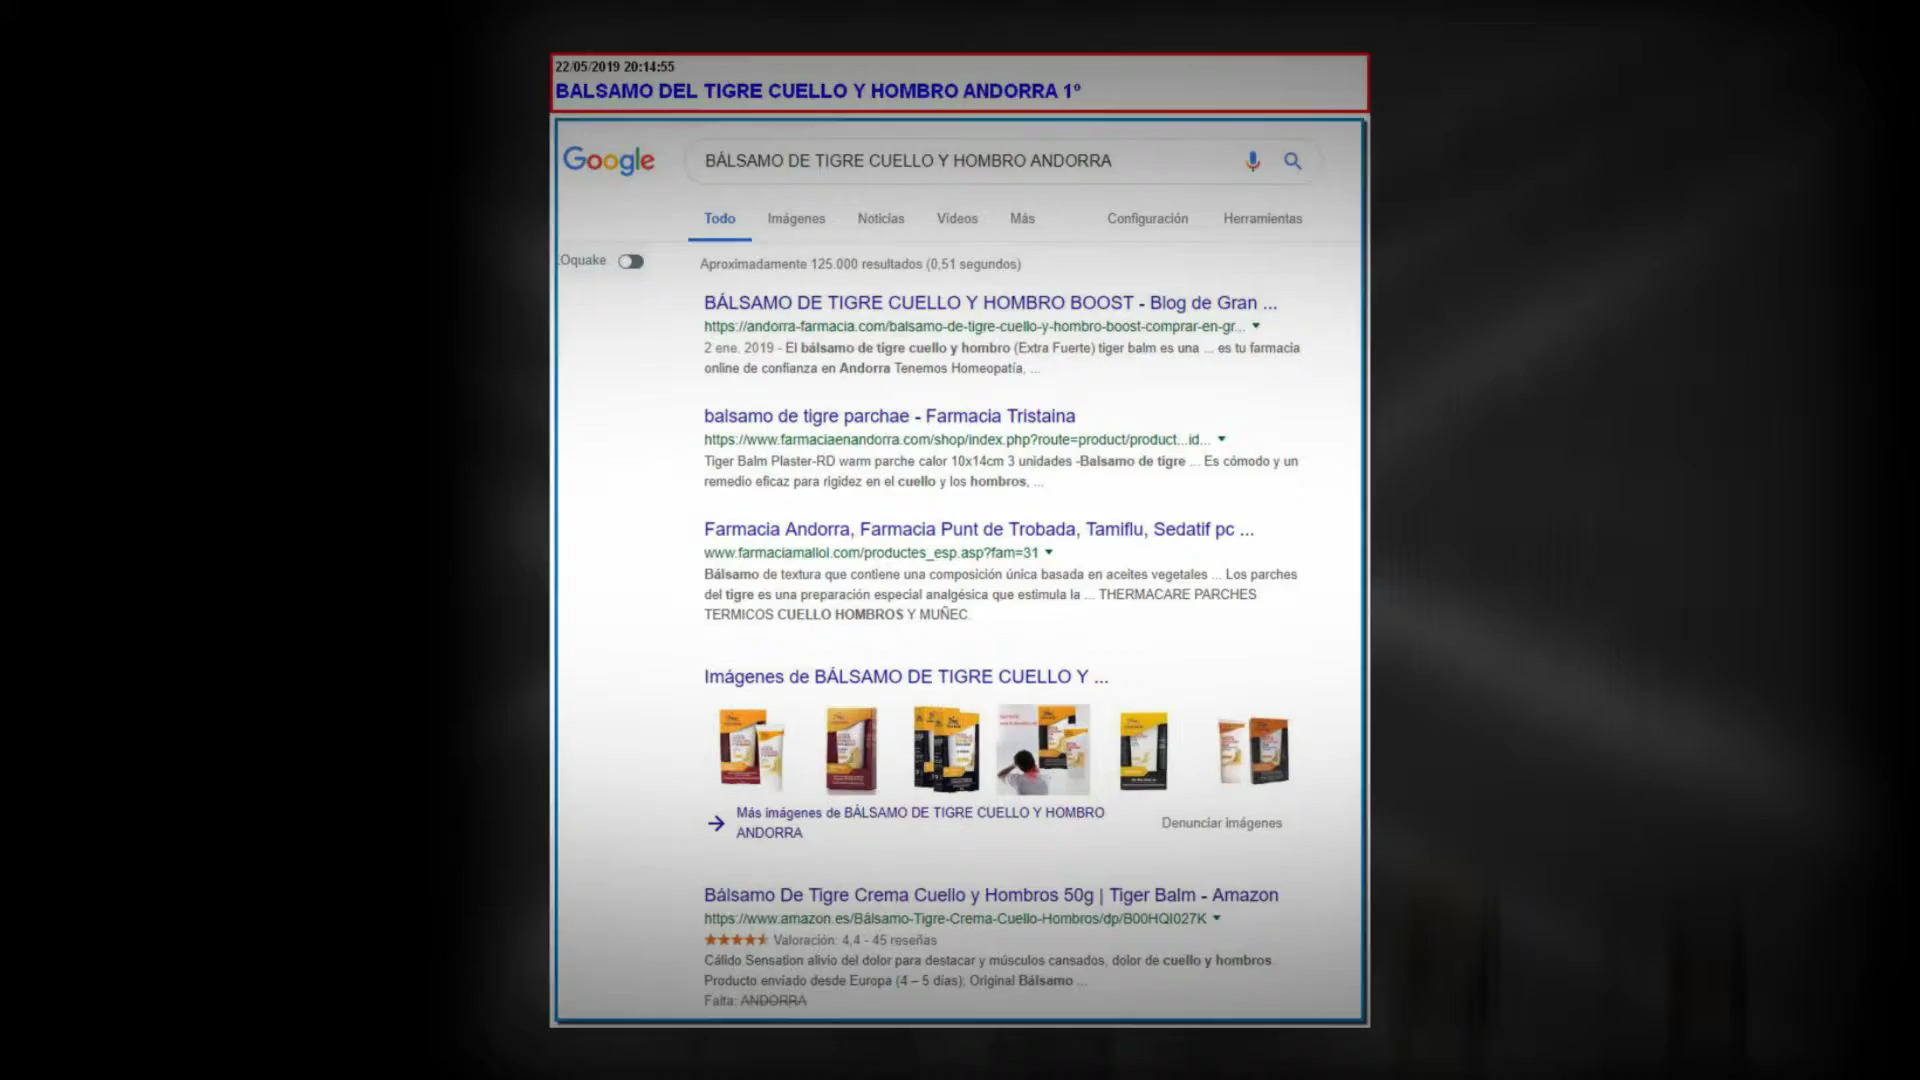 22/05/2019 20:14:55
BALSAMO DEL TIGRE CUELLO Y HOMBRO ANDORRA 1º
Google
BÁLSAMO DE TIGRE CUELLO Y HOMBRO ANDORRA
Todo Imágenes Noticias Vídeos Más Configuración Herramientas
Oquake
Aproximadamente 125.000 resultados (0,51 segundos)
BÁLSAMO DE TIGRE CUELLO Y HOMBRO BOOST - Blog de Gran ...
https://andorra-farmacia.com/balsamo-de-tigre-cuello-y-hombro-boost-comprar-en-gr...
2 ene. 2019 - El bálsamo de tigre cuello y hombro (Extra Fuerte) tiger balm es una ... es tu farmacia
online de confianza en Andorra Tenemos Homeopatía, ...
balsamo de tigre parchae - Farmacia Tristaina
https://www.farmaciaenandorra.com/shop/index.php?route=product/product...id...
Tiger Balm Plaster-RD warm parche calor 10x14cm 3 unidades -Balsamo de tigre ... Es cómodo y un
remedio eficaz para rigidez en el cuello y los hombros, ...
Farmacia Andorra, Farmacia Punt de Trobada, Tamiflu, Sedatif pc ...
www.farmaciamallol.com/productes_esp.asp?fam=31
Bálsamo de textura que contiene una composición única basada en aceites vegetales ... Los parches
del tigre es una preparación especial analgésica que estimula la ... THERMACARE PARCHES
TERMICOS CUELLO HOMBROS Y MUÑEC.
Imágenes de BÁLSAMO DE TIGRE CUELLO Y ...
Más imágenes de BÁLSAMO DE TIGRE CUELLO Y HOMBRO
ANDORRA
Denunciar imágenes
Bálsamo De Tigre Crema Cuello y Hombros 50g | Tiger Balm - Amazon
https://www.amazon.es/Bálsamo-Tigre-Crema-Cuello-Hombros/dp/B00HQI027K
Valoración: 4,4 - 45 reseñas
Cálido Sensation alivio del dolor para destacar y músculos cansados, dolor de cuello y hombros.
Producto enviado desde Europa (4 – 5 días); Original Bálsamo ...
Falta: ANDORRA